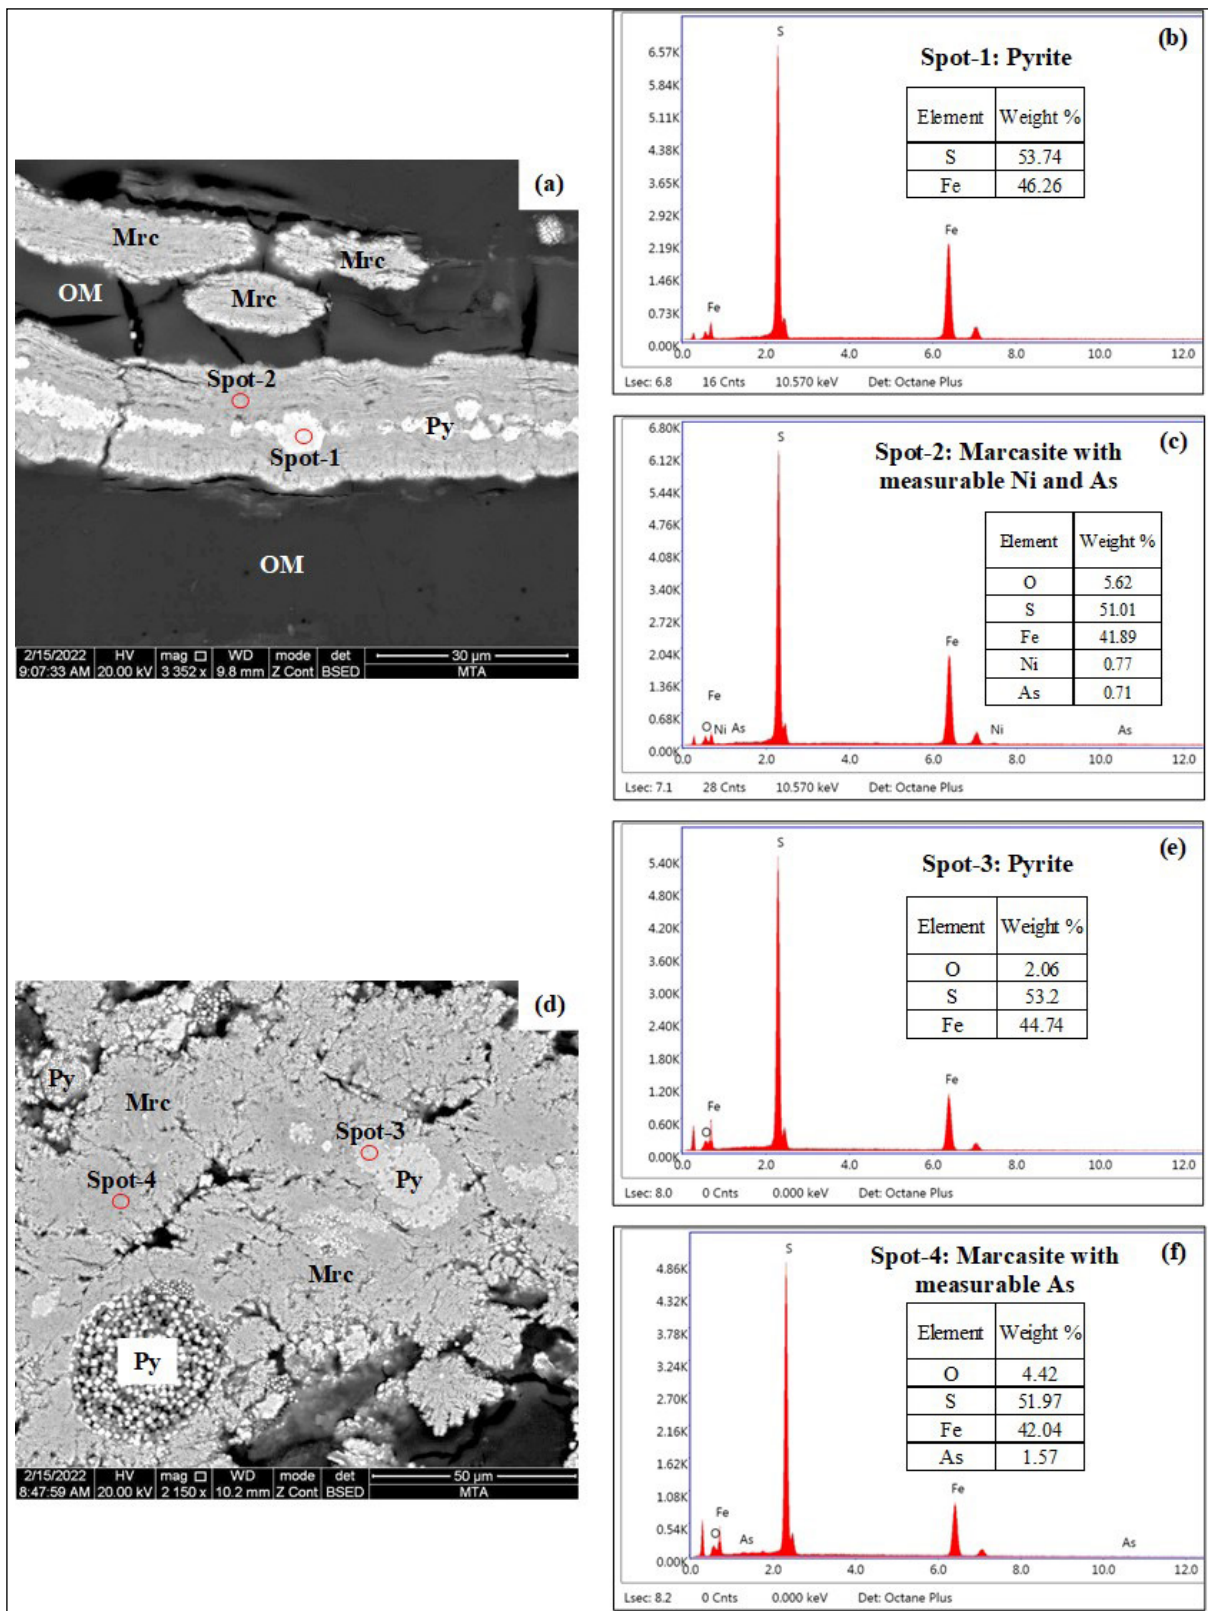 (a)
Mrc
Mrc
Mrc
OM
Spot-2
Py
Spot-1
OM
2/15/2022 HV mag WD mode det 30 µm
9:07:33 AM 20.00 kV 3 352 x 9.8 mm Z Cont BSED MTA
(b)
Spot-1: Pyrite
Element Weight %
S 53.74
Fe 46.26
S
Fe
Fe
6.57K
5.84K
5.11K
4.38K
3.65K
2.92K
2.19K
1.46K
0.73K
0.00K
0.0 2.0 4.0 6.0 8.0 10.0 12.0
Lsec: 6.8 16 Cnts 10.570 keV Det: Octane Plus
(c)
Spot-2: Marcasite with
measurable Ni and As
Element Weight %
O 5.62
S 51.01
Fe 41.89
Ni 0.77
As 0.71
S
Fe
Fe
O Ni As
Ni
As
6.80K
6.12K
5.44K
4.76K
4.08K
3.40K
2.72K
2.04K
1.36K
0.68K
0.00K
0.0 2.0 4.0 6.0 8.0 10.0 12.0
Lsec: 7.1 28 Cnts 10.570 keV Det: Octane Plus
(d)
Py
Mrc
Spot-3
Spot-4
Py
Mrc
Py
2/15/2022 HV mag WD mode det 50 µm
8:47:59 AM 20.00 kV 2 150 x 10.2 mm Z Cont BSED MTA
(e)
Spot-3: Pyrite
Element Weight %
O 2.06
S 53.2
Fe 44.74
S
Fe
Fe
O
5.40K
4.80K
4.20K
3.60K
3.00K
2.40K
1.80K
1.20K
0.60K
0.00K
0.0 2.0 4.0 6.0 8.0 10.0 12.0
Lsec: 8.0 0 Cnts 0.000 keV Det: Octane Plus
(f)
Spot-4: Marcasite with
measurable As
Element Weight %
O 4.42
S 51.97
Fe 42.04
As 1.57
S
Fe
Fe
O
As
As
4.86K
4.32K
3.78K
3.24K
2.70K
2.16K
1.62K
1.08K
0.54K
0.00K
0.0 2.0 4.0 6.0 8.0 10.0 12.0
Lsec: 8.2 0 Cnts 0.000 keV Det: Octane Plus